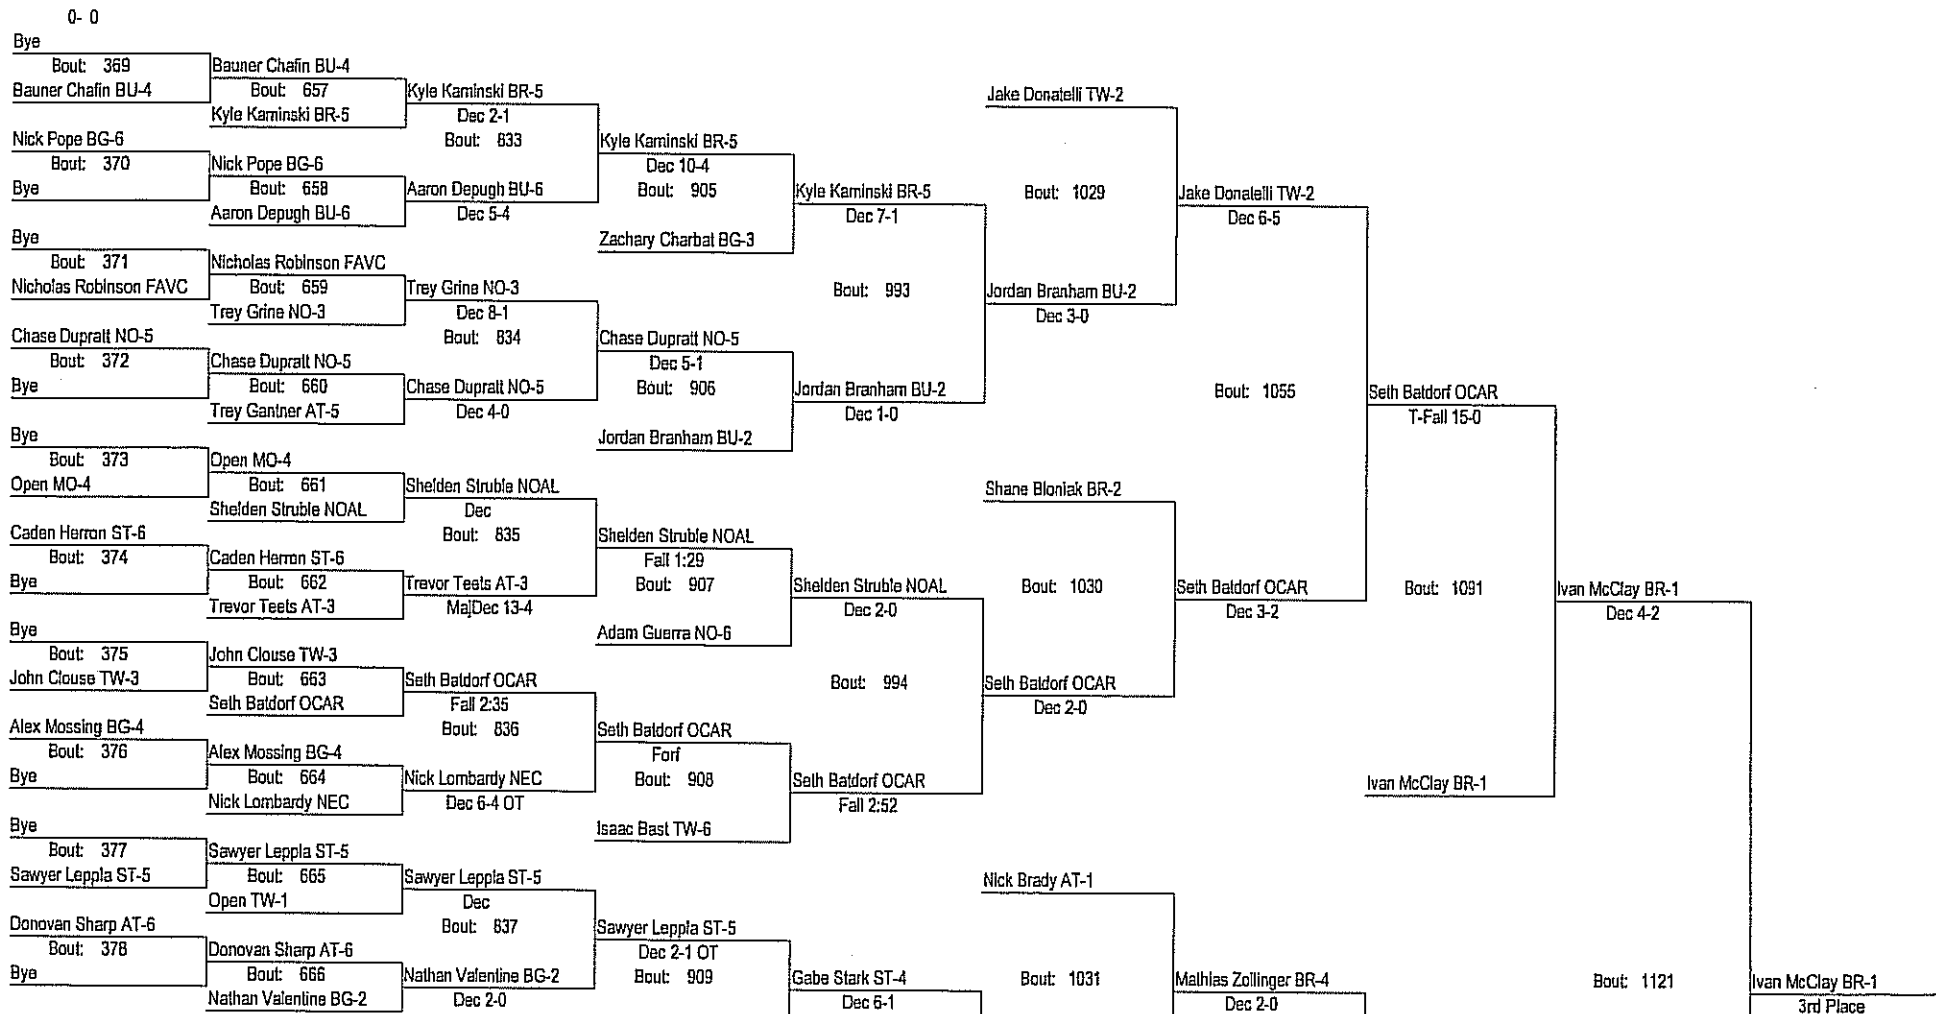 0- 0
Bye
Bout: 369
Bauner Chafin BU-4
Bauner Chafin BU-4
Bout: 657
Kyle Kaminski BR-5
Kyle Kaminski BR-5
Dec 2-1
Bout: 833
Nick Pope BG-6
Bout: 370
Bye
Nick Pope BG-6
Bout: 658
Aaron Depugh BU-6
Aaron Depugh BU-6
Dec 5-4
Kyle Kaminski BR-5
Dec 10-4
Bout: 905
Zachary Charbat BG-3
Kyle Kaminski BR-5
Dec 7-1
Bout: 993
Bye
Bout: 371
Nicholas Robinson FAVC
Nicholas Robinson FAVC
Bout: 659
Trey Grine NO-3
Trey Grine NO-3
Dec 8-1
Bout: 834
Chase Dupratt NO-5
Bout: 372
Bye
Chase Dupratt NO-5
Bout: 660
Trey Gantner AT-5
Chase Dupratt NO-5
Dec 4-0
Chase Dupratt NO-5
Dec 5-1
Bout: 906
Jordan Branham BU-2
Jordan Branham BU-2
Dec 1-0
Jake Donatelli TW-2
Bout: 1029
Jordan Branham BU-2
Dec 3-0
Jake Donatelli TW-2
Dec 6-5
Bout: 1055
Bye
Bout: 373
Open MO-4
Open MO-4
Bout: 661
Shelden Struble NOAL
Shelden Struble NOAL
Dec
Bout: 835
Caden Herron ST-6
Bout: 374
Bye
Caden Herron ST-6
Bout: 662
Trevor Teets AT-3
Trevor Teets AT-3
MajDec 13-4
Shelden Struble NOAL
Fall 1:29
Bout: 907
Adam Guerra NO-6
Shelden Struble NOAL
Dec 2-0
Bout: 994
Bye
Bout: 375
John Clouse TW-3
John Clouse TW-3
Bout: 663
Seth Batdorf OCAR
Seth Batdorf OCAR
Fall 2:35
Bout: 836
Alex Mossing BG-4
Bout: 376
Bye
Alex Mossing BG-4
Bout: 664
Nick Lombardy NEC
Nick Lombardy NEC
Dec 6-4 OT
Seth Batdorf OCAR
Forf
Bout: 908
Isaac Bast TW-6
Seth Batdorf OCAR
Fall 2:52
Shane Bloniak BR-2
Bout: 1030
Seth Batdorf OCAR
Dec 2-0
Seth Batdorf OCAR
Dec 3-2
Seth Batdorf OCAR
T-Fall 15-0
Bout: 1091
Ivan McClay BR-1
Ivan McClay BR-1
Dec 4-2
Bye
Bout: 377
Sawyer Leppla ST-5
Sawyer Leppla ST-5
Bout: 665
Open TW-1
Sawyer Leppla ST-5
Dec
Bout: 837
Donovan Sharp AT-6
Bout: 378
Bye
Donovan Sharp AT-6
Bout: 666
Nathan Valentine BG-2
Nathan Valentine BG-2
Dec 2-0
Sawyer Leppla ST-5
Dec 2-1 OT
Bout: 909
Gabe Stark ST-4
Dec 6-1
Nick Brady AT-1
Bout: 1031
Mathias Zollinger BR-4
Dec 2-0
Bout: 1121
Ivan McClay BR-1
3rd Place